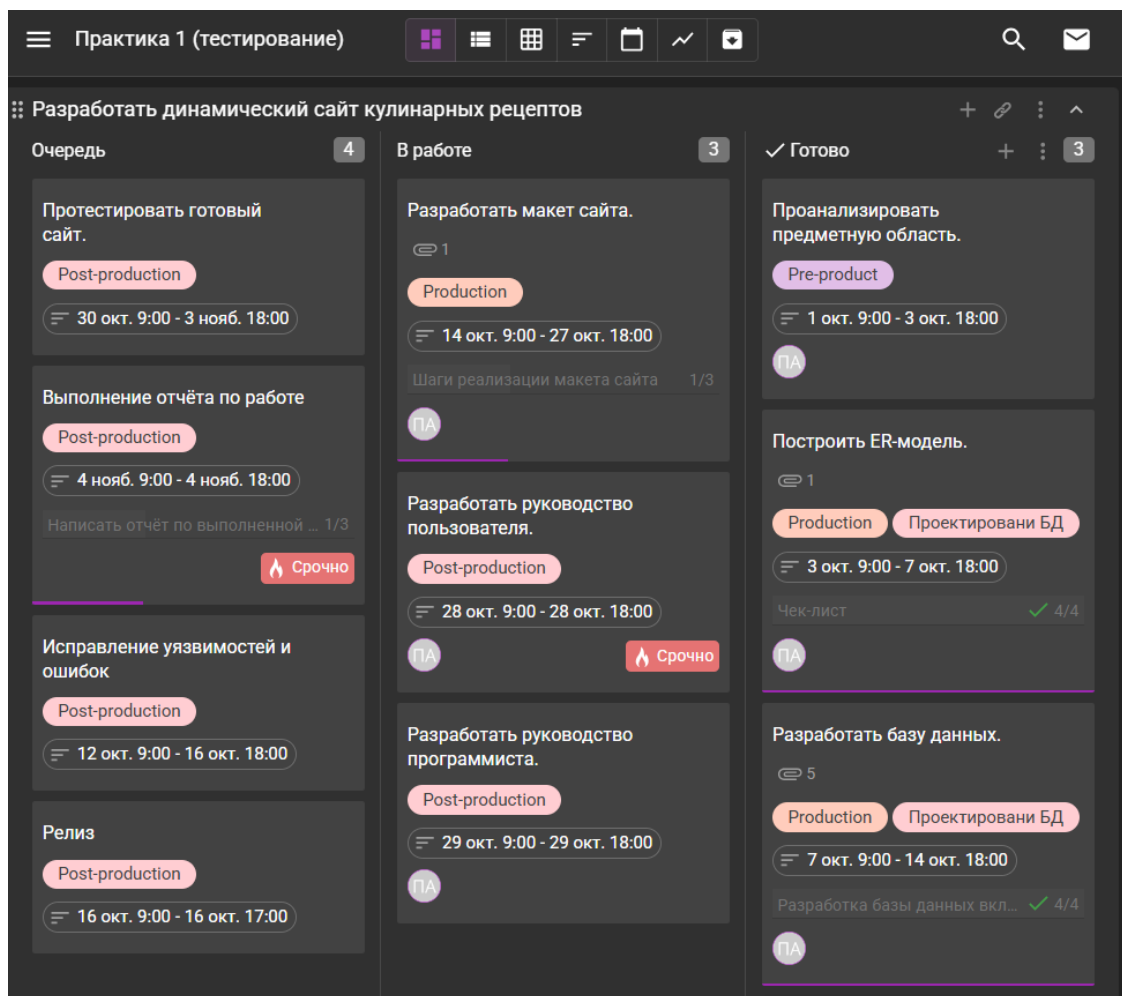 Практика 1 (тестирование)
Разработать динамический сайт кулинарных рецептов
Очередь 4
Протестировать готовый
сайт.
Post-production
30 окт. 9:00 - 3 нояб. 18:00
Выполнение отчёта по работе
Post-production
4 нояб. 9:00 - 4 нояб. 18:00
Написать отчёт по выполненной ... 1/3
Срочно
Исправление уязвимостей и
ошибок
Post-production
12 окт. 9:00 - 16 окт. 18:00
Релиз
Post-production
16 окт. 9:00 - 16 окт. 17:00
В работе 3
Разработать макет сайта.
1
Production
14 окт. 9:00 - 27 окт. 18:00
Шаги реализации макета сайта 1/3
ПА
Разработать руководство
пользователя.
Post-production
28 окт. 9:00 - 28 окт. 18:00
ПА Срочно
Разработать руководство
программиста.
Post-production
29 окт. 9:00 - 29 окт. 18:00
ПА
Готово 3
Проанализировать
предметную область.
Pre-product
1 окт. 9:00 - 3 окт. 18:00
ПА
Построить ER-модель.
1
Production Проектировани БД
3 окт. 9:00 - 7 окт. 18:00
Чек-лист 4/4
ПА
Разработать базу данных.
5
Production Проектировани БД
7 окт. 9:00 - 14 окт. 18:00
Разработка базы данных вкл... 4/4
ПА